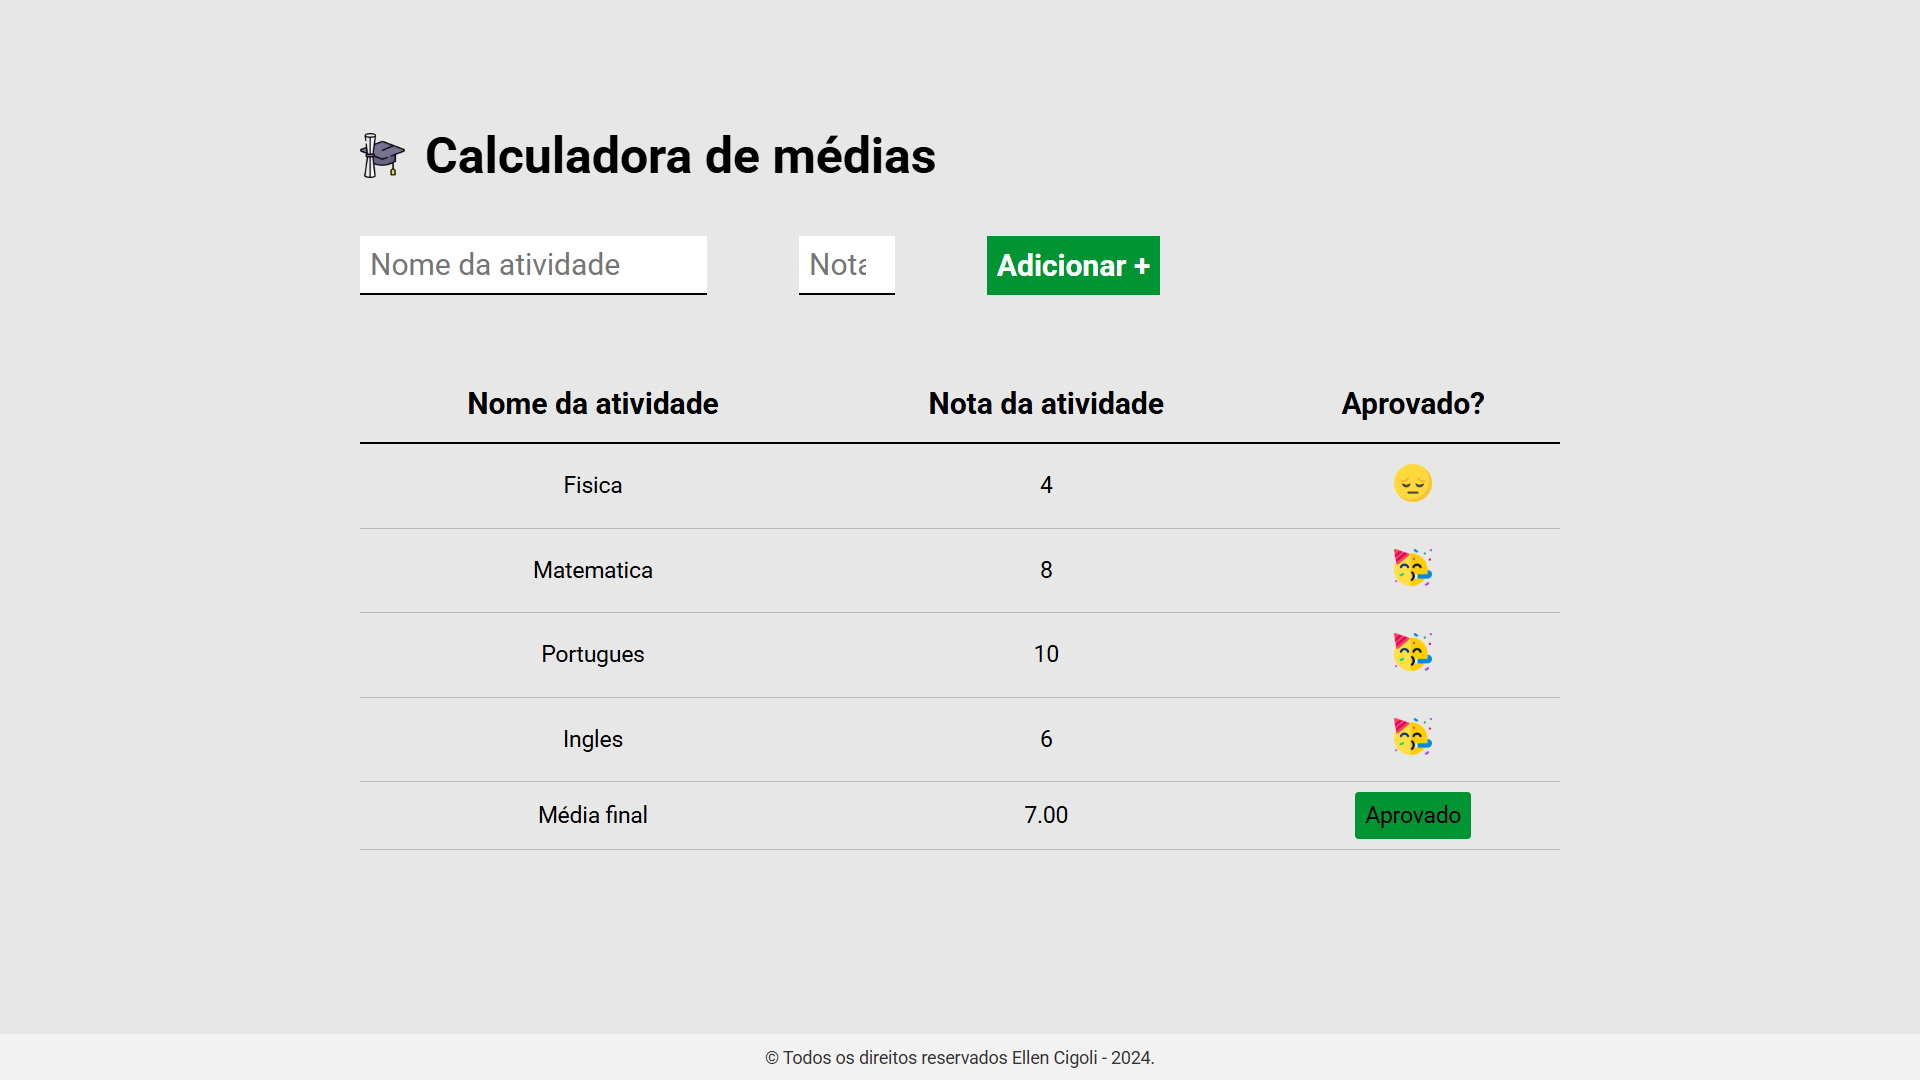 Calculadora de médias
Nome da atividade Nota Adicionar +
Nome da atividade Nota da atividade Aprovado?
Fisica 4
Matematica 8
Portugues 10
Ingles 6
Média final 7.00 Aprovado
© Todos os direitos reservados Ellen Cigoli - 2024.